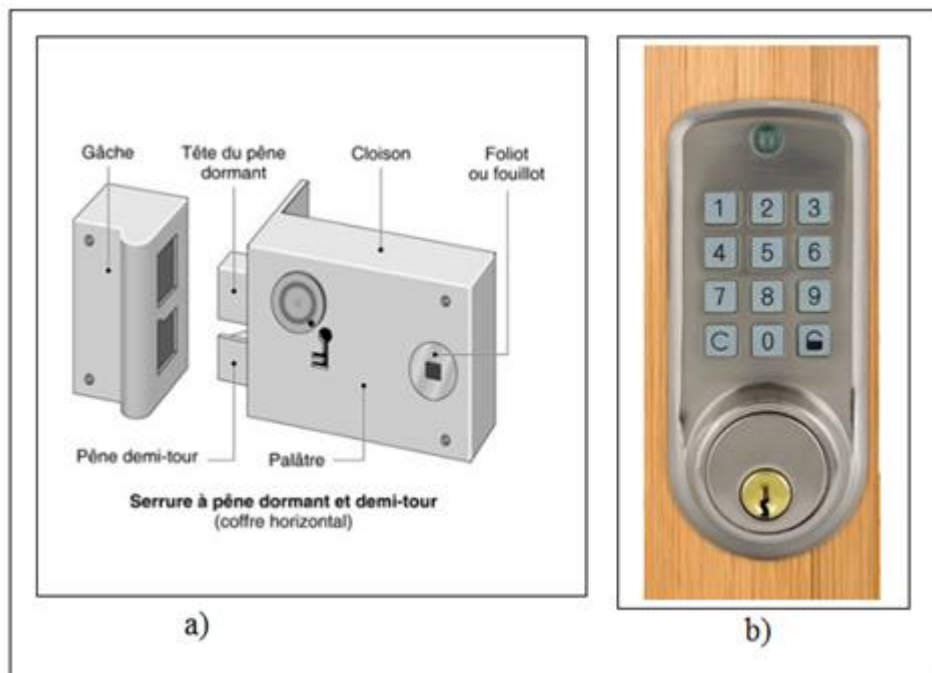 Gâche
Tête du pêne
dormant
Cloison
Foliot
ou fouillot
Pêne demi-tour
Palâtre
Serrure à pêne dormant et demi-tour
(coffre horizontal)
a)
1 2 3
4 5 6
7 8 9
C 0
b)